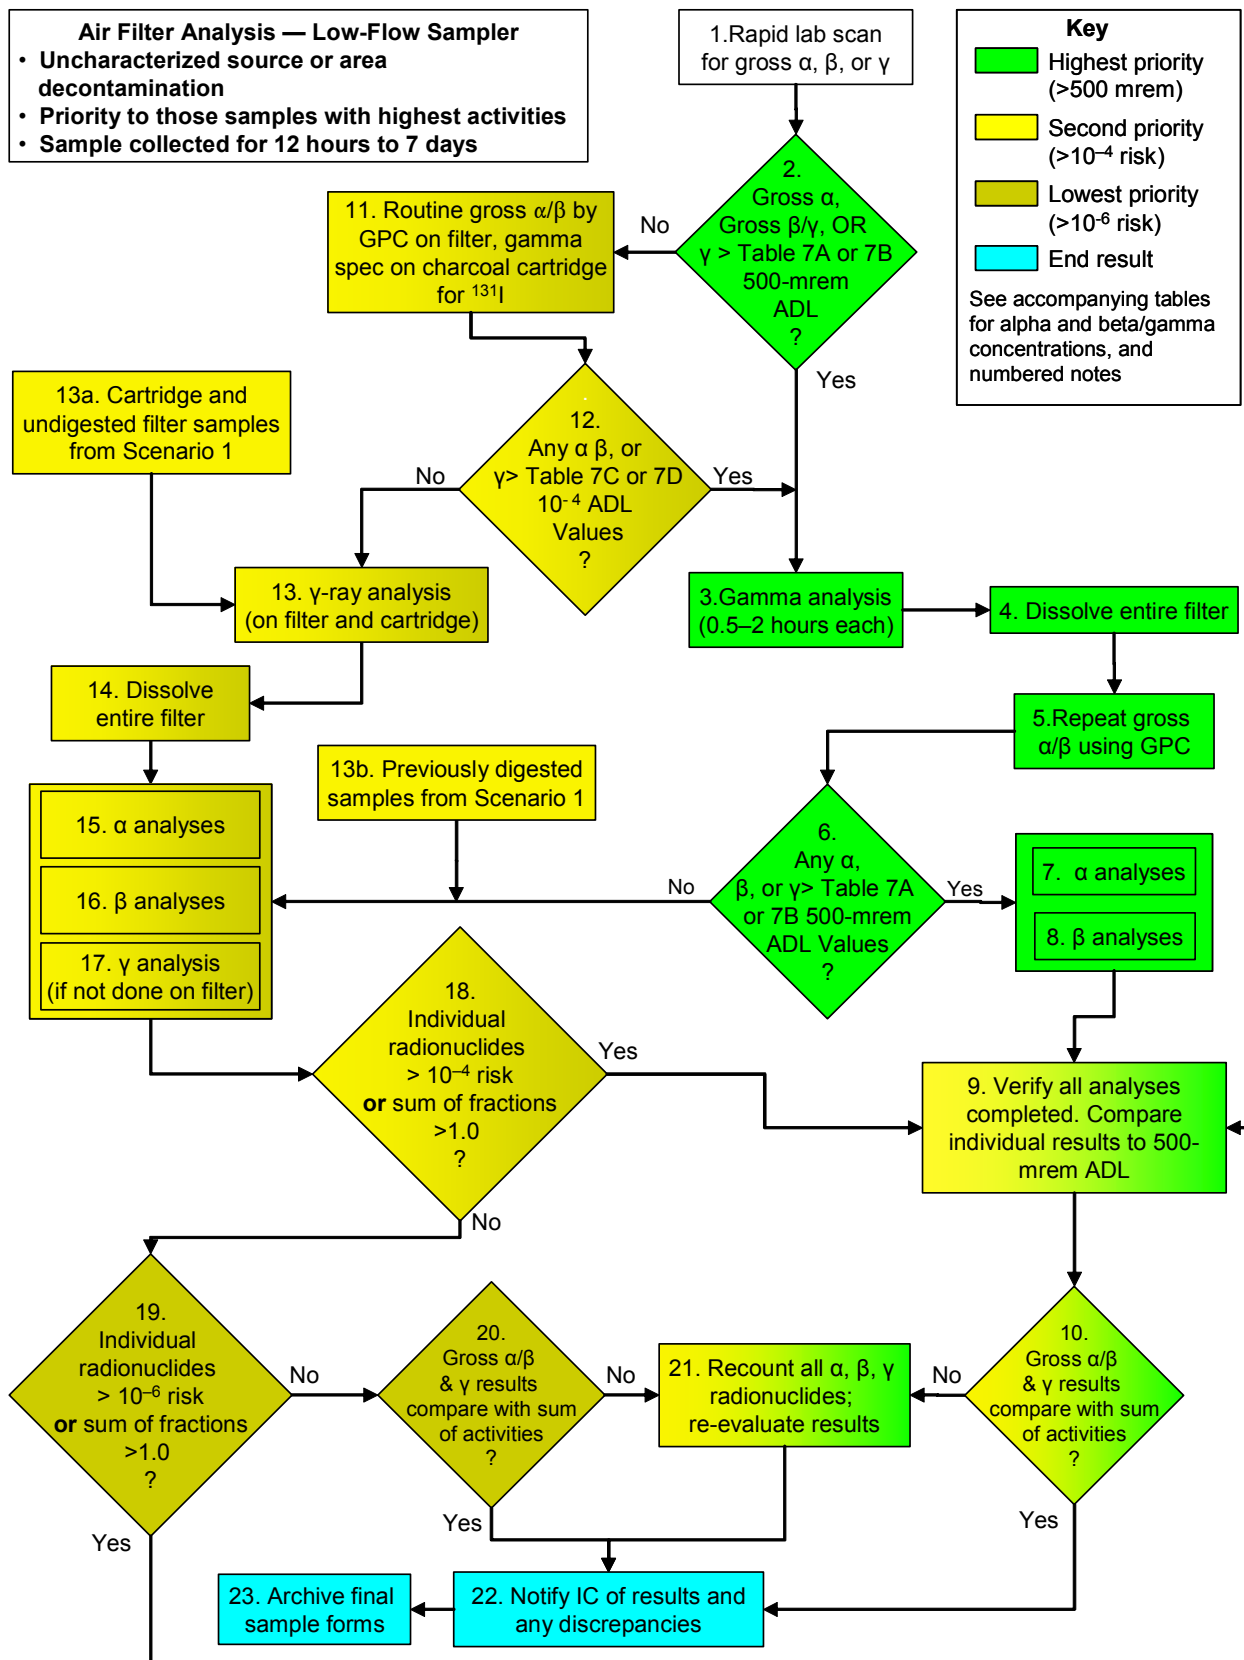 Air Filter Analysis — Low-Flow Sampler
• Uncharacterized source or area
decontamination
• Priority to those samples with highest activities
• Sample collected for 12 hours to 7 days
1.Rapid lab scan
for gross α, β, or γ
Key
Highest priority
(>500 mrem)
Second priority
(>10⁻⁴ risk)
Lowest priority
(>10⁻⁶ risk)
End result
See accompanying tables
for alpha and beta/gamma
concentrations, and
numbered notes
2.
Gross α,
Gross β/γ, OR
γ > Table 7A or 7B
500-mrem
ADL
?
No
Yes
11. Routine gross α/β by
GPC on filter, gamma
spec on charcoal cartridge
for ¹³¹I
13a. Cartridge and
undigested filter samples
from Scenario 1
12.
Any α β, or
γ> Table 7C or 7D
10⁻⁴ ADL
Values
?
No
Yes
13. γ-ray analysis
(on filter and cartridge)
3.Gamma analysis
(0.5–2 hours each)
4. Dissolve entire filter
14. Dissolve
entire filter
5.Repeat gross
α/β using GPC
13b. Previously digested
samples from Scenario 1
15. α analyses
16. β analyses
17. γ analysis
(if not done on filter)
6.
Any α,
β, or γ> Table 7A
or 7B 500-mrem
ADL Values
?
No
Yes
7. α analyses
8. β analyses
18.
Individual
radionuclides
> 10⁻⁴ risk
or sum of fractions
>1.0
?
Yes
No
9. Verify all analyses
completed. Compare
individual results to 500-
mrem ADL
19.
Individual
radionuclides
> 10⁻⁶ risk
or sum of fractions
>1.0
?
No
Yes
20.
Gross α/β
& γ results
compare with sum
of activities
?
No
Yes
21. Recount all α, β, γ
radionuclides;
re-evaluate results
10.
Gross α/β
& γ results
compare with sum
of activities
?
No
Yes
23. Archive final
sample forms
22. Notify IC of results and
any discrepancies